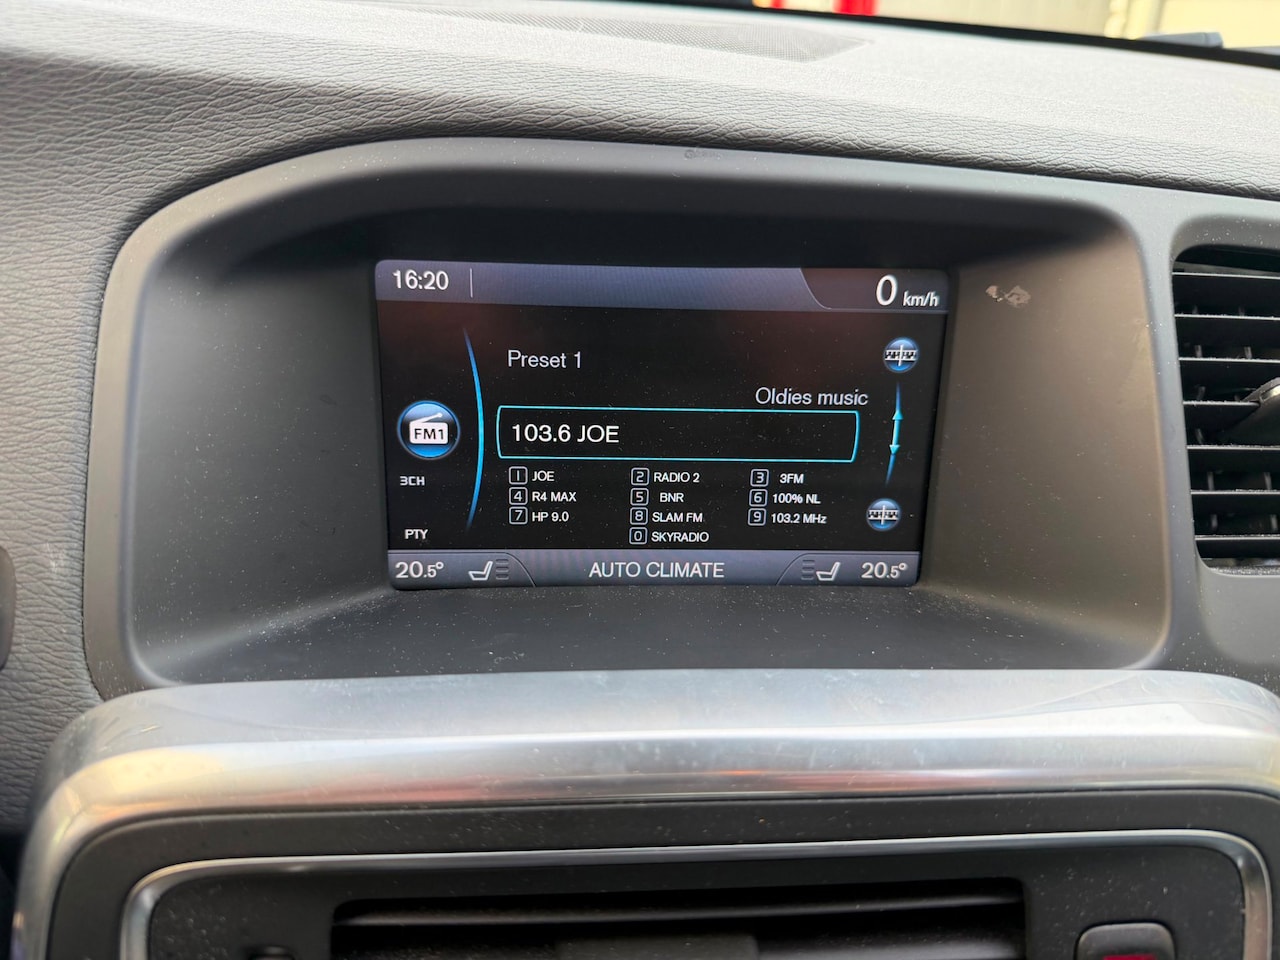 16:20
0 km/h
Preset 1
Oldies music
FM1
103.6 JOE
3CH
1 JOE 2 RADIO 2 3 3FM
4 R4 MAX 5 BNR 6 100% NL
7 HP 9.0 8 SLAM FM 9 103.2 MHz
0 SKYRADIO
PTY
20.5° AUTO CLIMATE 20.5°